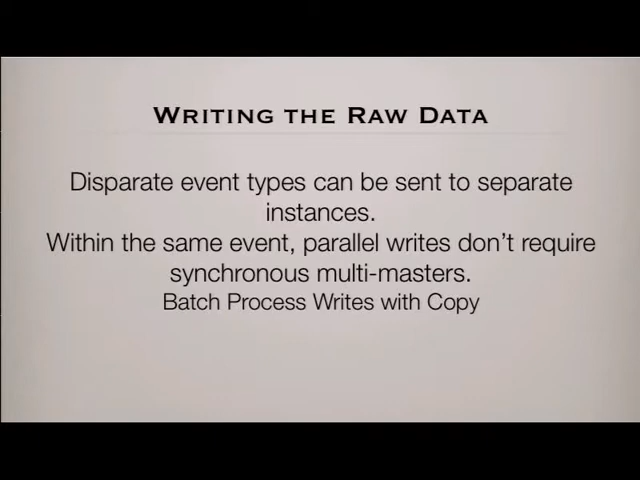 Writing the Raw Data
Disparate event types can be sent to separate
instances.
Within the same event, parallel writes don’t require
synchronous multi-masters.
Batch Process Writes with Copy